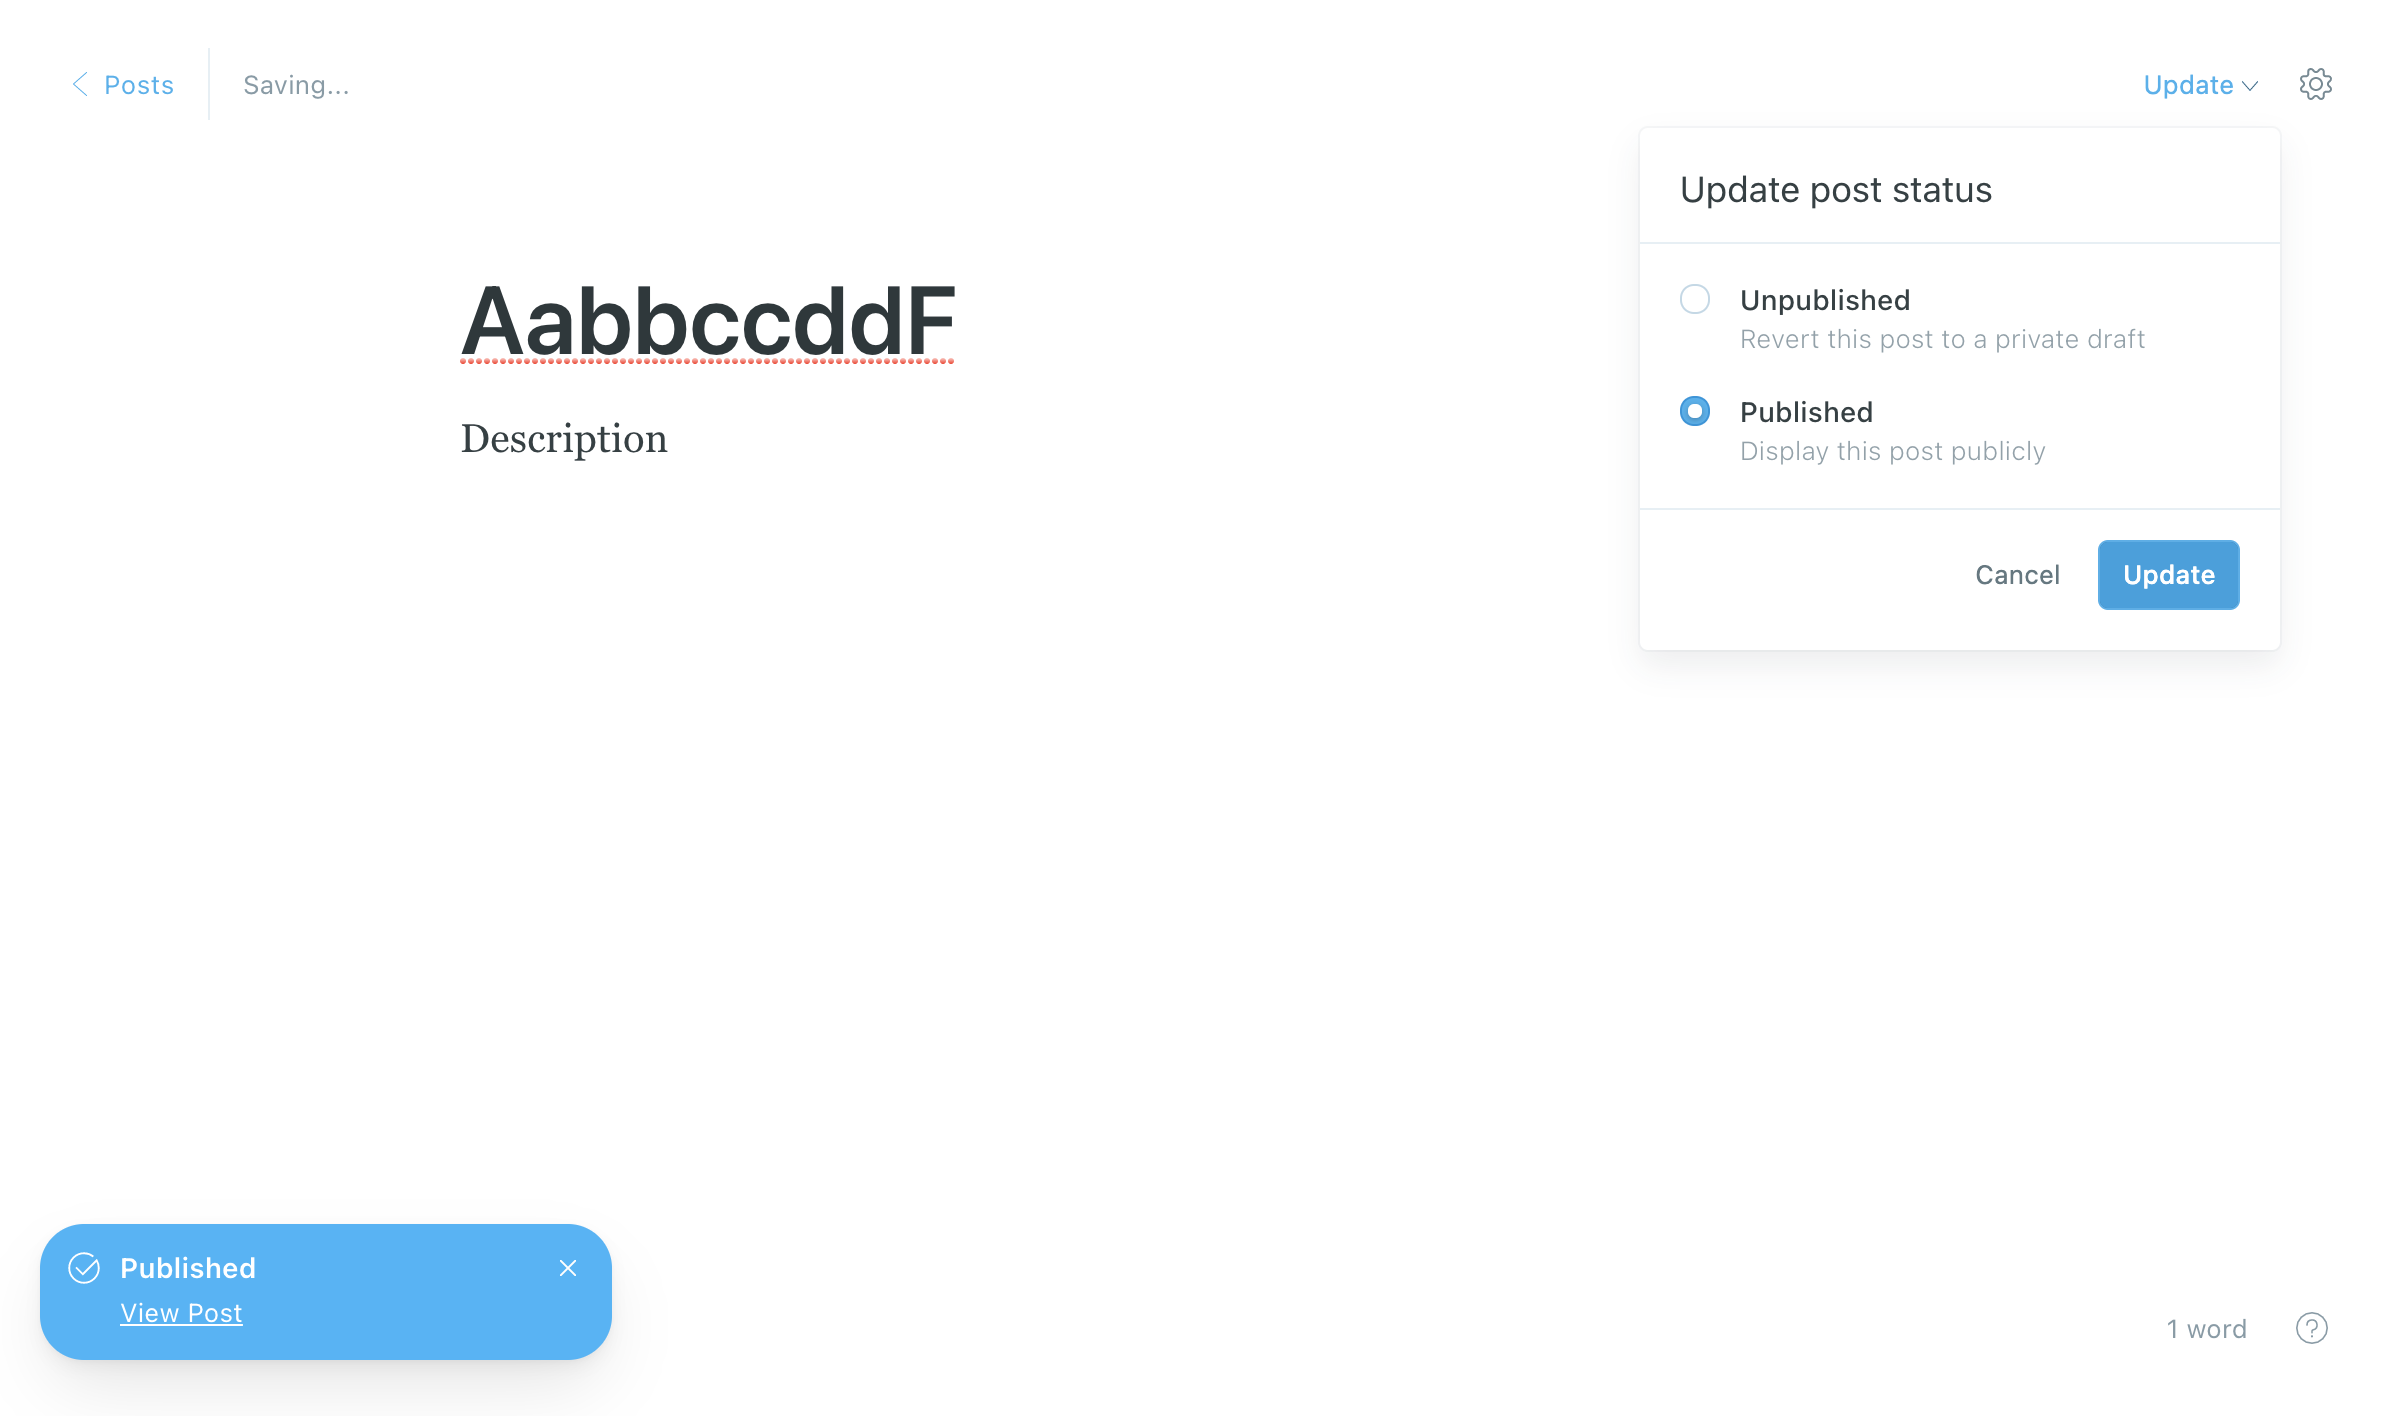 Posts
Saving...
Update
Update post status
Unpublished
Revert this post to a private draft
Published
Display this post publicly
Cancel
Update
AabbccddF
Description
Published
View Post
1 word
?